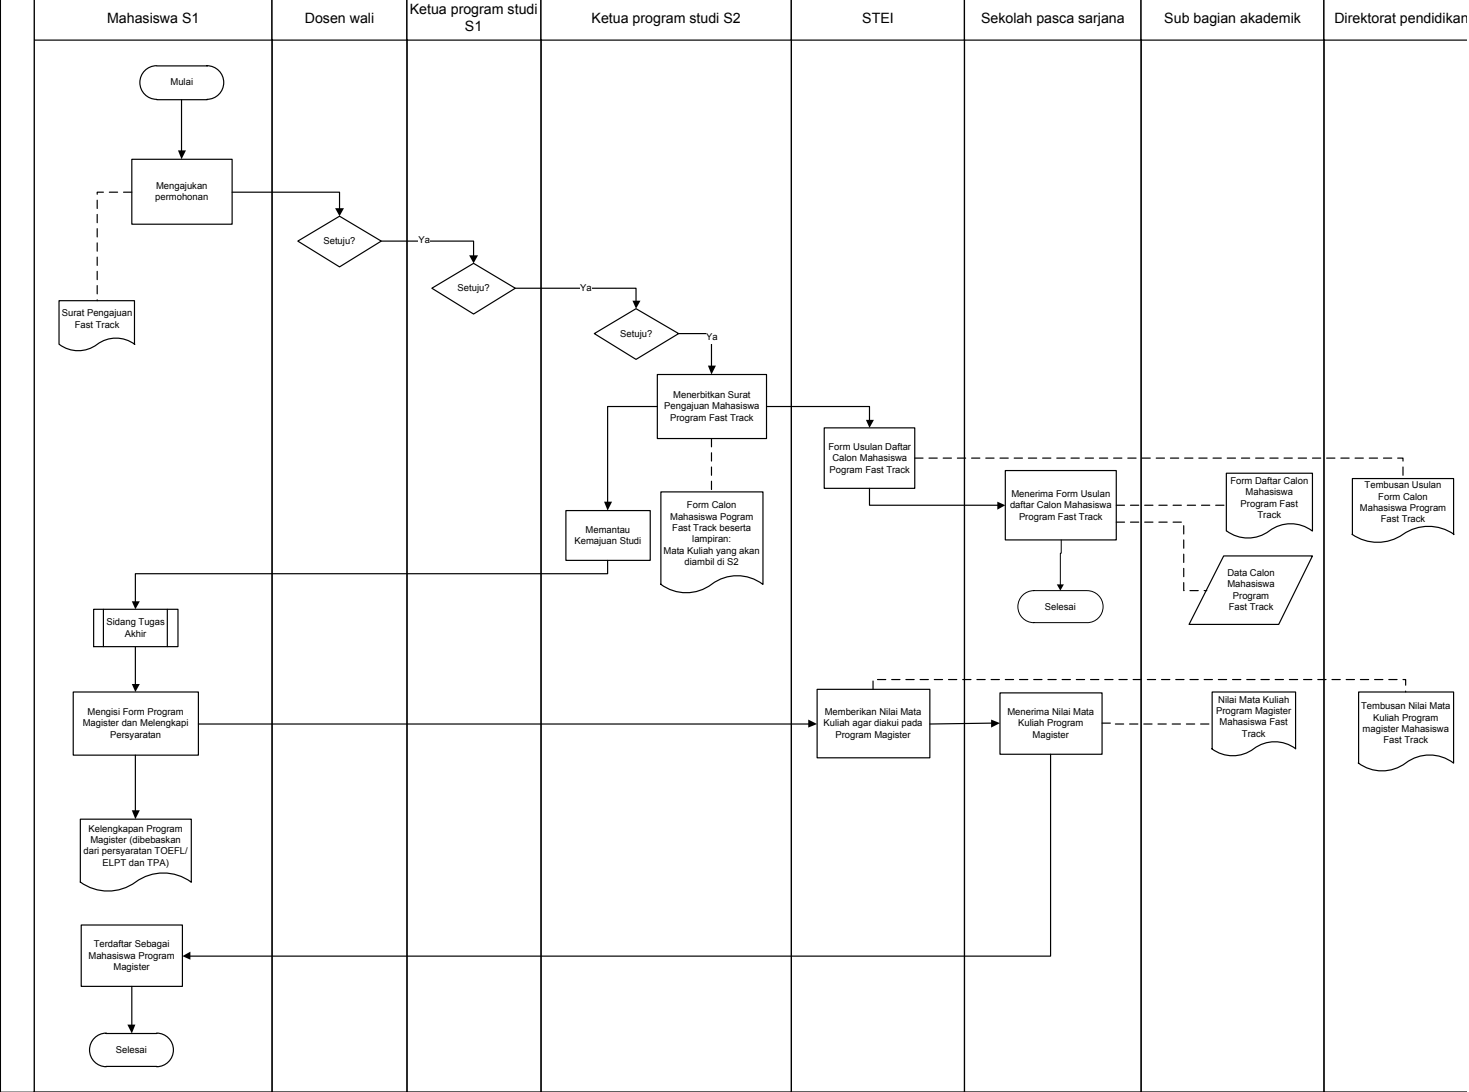 Mahasiswa S1
Dosen wali
Ketua program studi
S1
Ketua program studi S2
STEI
Sekolah pasca sarjana
Sub bagian akademik
Direktorat pendidikan
Mulai
Mengajukan
permohonan
Setuju?
Ya
Setuju?
Ya
Surat Pengajuan
Fast Track
Setuju?
Ya
Menerbitkan Surat
Pengajuan Mahasiswa
Program Fast Track
Form Usulan Daftar
Calon Mahasiswa
Pogram Fast Track
Menerima Form Usulan
daftar Calon Mahasiswa
Program Fast Track
Form Daftar Calon
Mahasiswa
Program Fast
Track
Tembusan Usulan
Form Calon
Mahasiswa Program
Fast Track
Memantau
Kemajuan Studi
Form Calon
Mahasiswa Pogram
Fast Track beserta
lampiran:
Mata Kuliah yang akan
diambil di S2
Data Calon
Mahasiswa
Program
Fast Track
Selesai
Sidang Tugas
Akhir
Mengisi Form Program
Magister dan Melengkapi
Persyaratan
Memberikan Nilai Mata
Kuliah agar diakui pada
Program Magister
Menerima Nilai Mata
Kuliah Program
Magister
Nilai Mata Kuliah
Program Magister
Mahasiswa Fast
Track
Tembusan Nilai Mata
Kuliah Program
magister Mahasiswa
Fast Track
Kelengkapan Program
Magister (dibebaskan
dari persyaratan TOEFL/
ELPT dan TPA)
Terdaftar Sebagai
Mahasiswa Program
Magister
Selesai